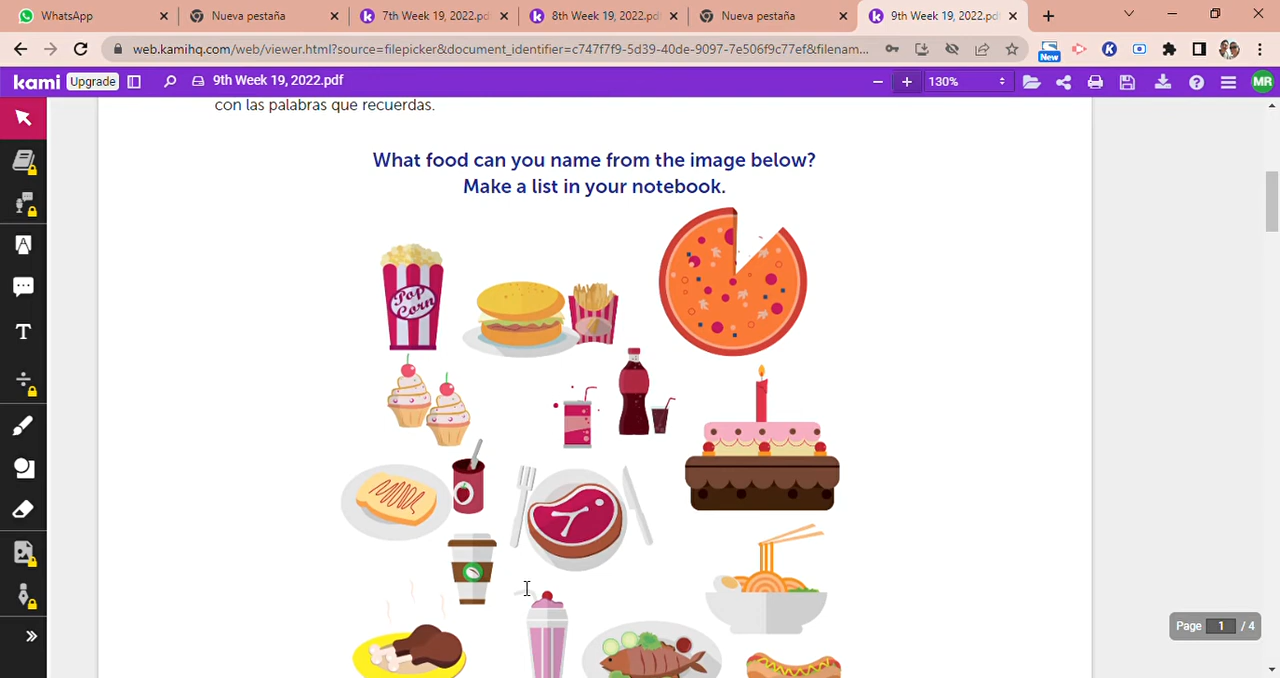 WhatsApp
Nueva pestaña
7th Week 19, 2022.pd
8th Week 19, 2022.pd
Nueva pestaña
9th Week 19, 2022.pd
web.kamihq.com/web/viewer.html?source=filepicker&document_identifier=c747f7f9-5d39-40de-9097-7e506f9c77ef&filenam...
New
kami Upgrade
9th Week 19, 2022.pdf
130%
MR
con las palabras que recuerdas.
What food can you name from the image below?
Make a list in your notebook.
Pop
Corn
Page 1 / 4